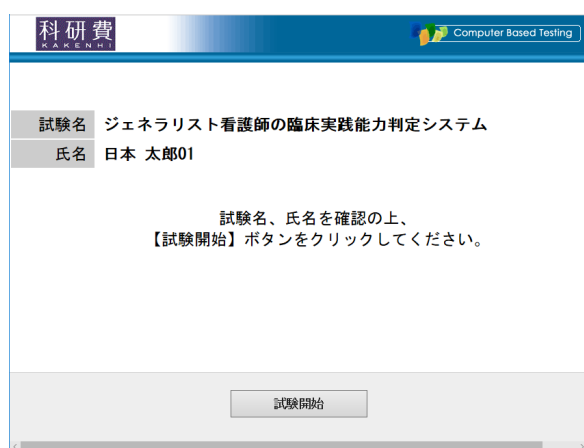 科研費
KAKENHI
Computer Based Testing
試験名 ジェネラリスト看護師の臨床実践能力判定システム
氏名 日本 太郎01
試験名、氏名を確認の上、
【試験開始】ボタンをクリックしてください。
試験開始